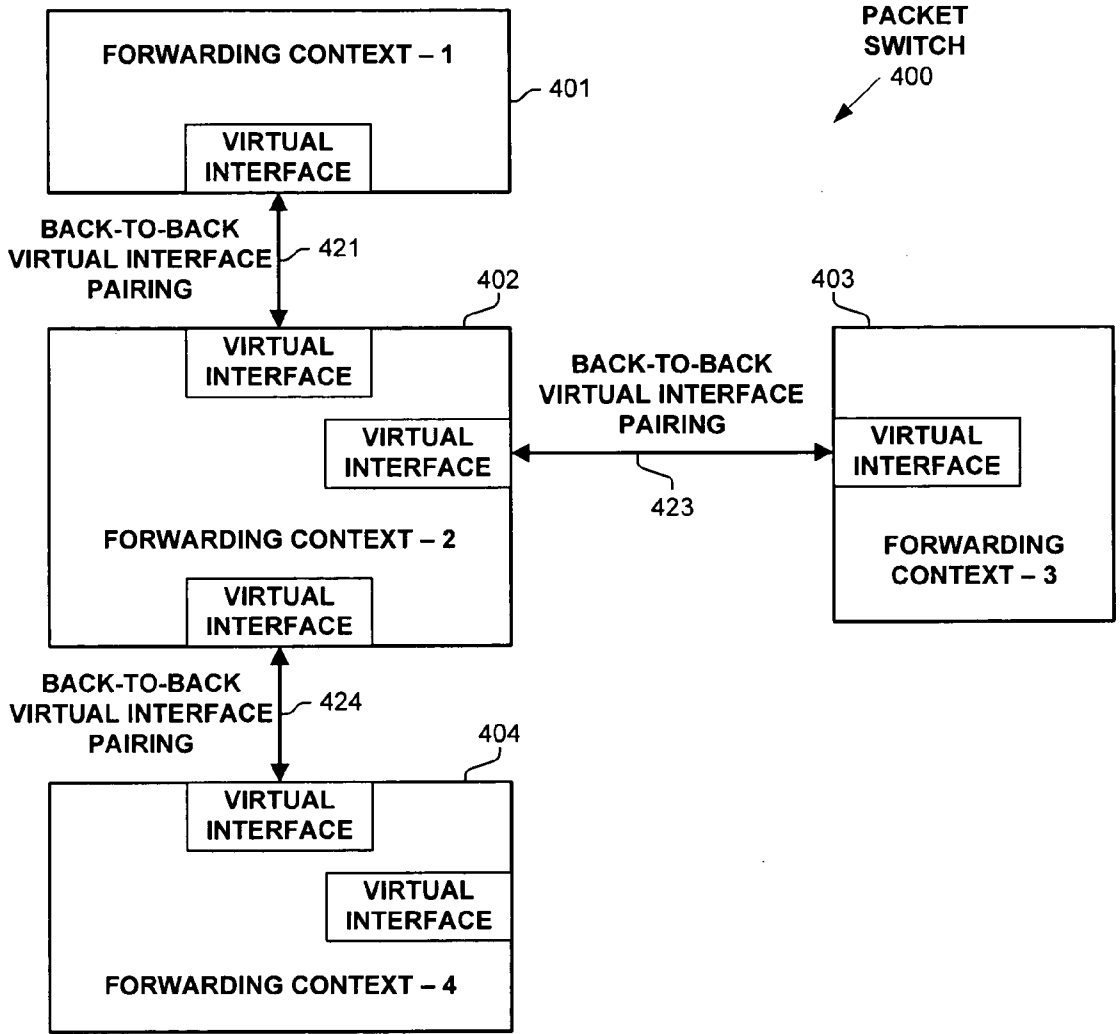 PACKET
SWITCH
400
FORWARDING CONTEXT – 1
401
VIRTUAL
INTERFACE
BACK-TO-BACK
VIRTUAL INTERFACE
PAIRING
421
402
403
VIRTUAL
INTERFACE
BACK-TO-BACK
VIRTUAL INTERFACE
PAIRING
VIRTUAL
INTERFACE
VIRTUAL
INTERFACE
423
FORWARDING CONTEXT – 2
FORWARDING
CONTEXT – 3
VIRTUAL
INTERFACE
BACK-TO-BACK
VIRTUAL INTERFACE
PAIRING
424
404
VIRTUAL
INTERFACE
VIRTUAL
INTERFACE
FORWARDING CONTEXT – 4